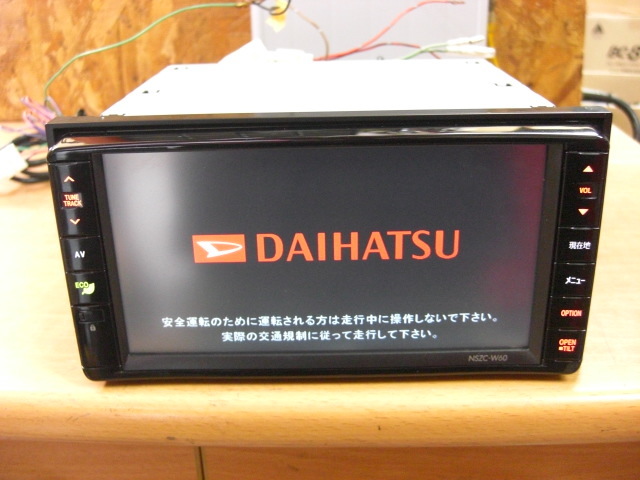 TUNE
TRACK
AV
ECO
DAIHATSU
安全運転のために運転される方は走行中に操作しないで下さい。
実際の交通規制に従って走行して下さい。
NSZC-W60
VOL
現在地
メニュー
OPTION
OPEN
TILT